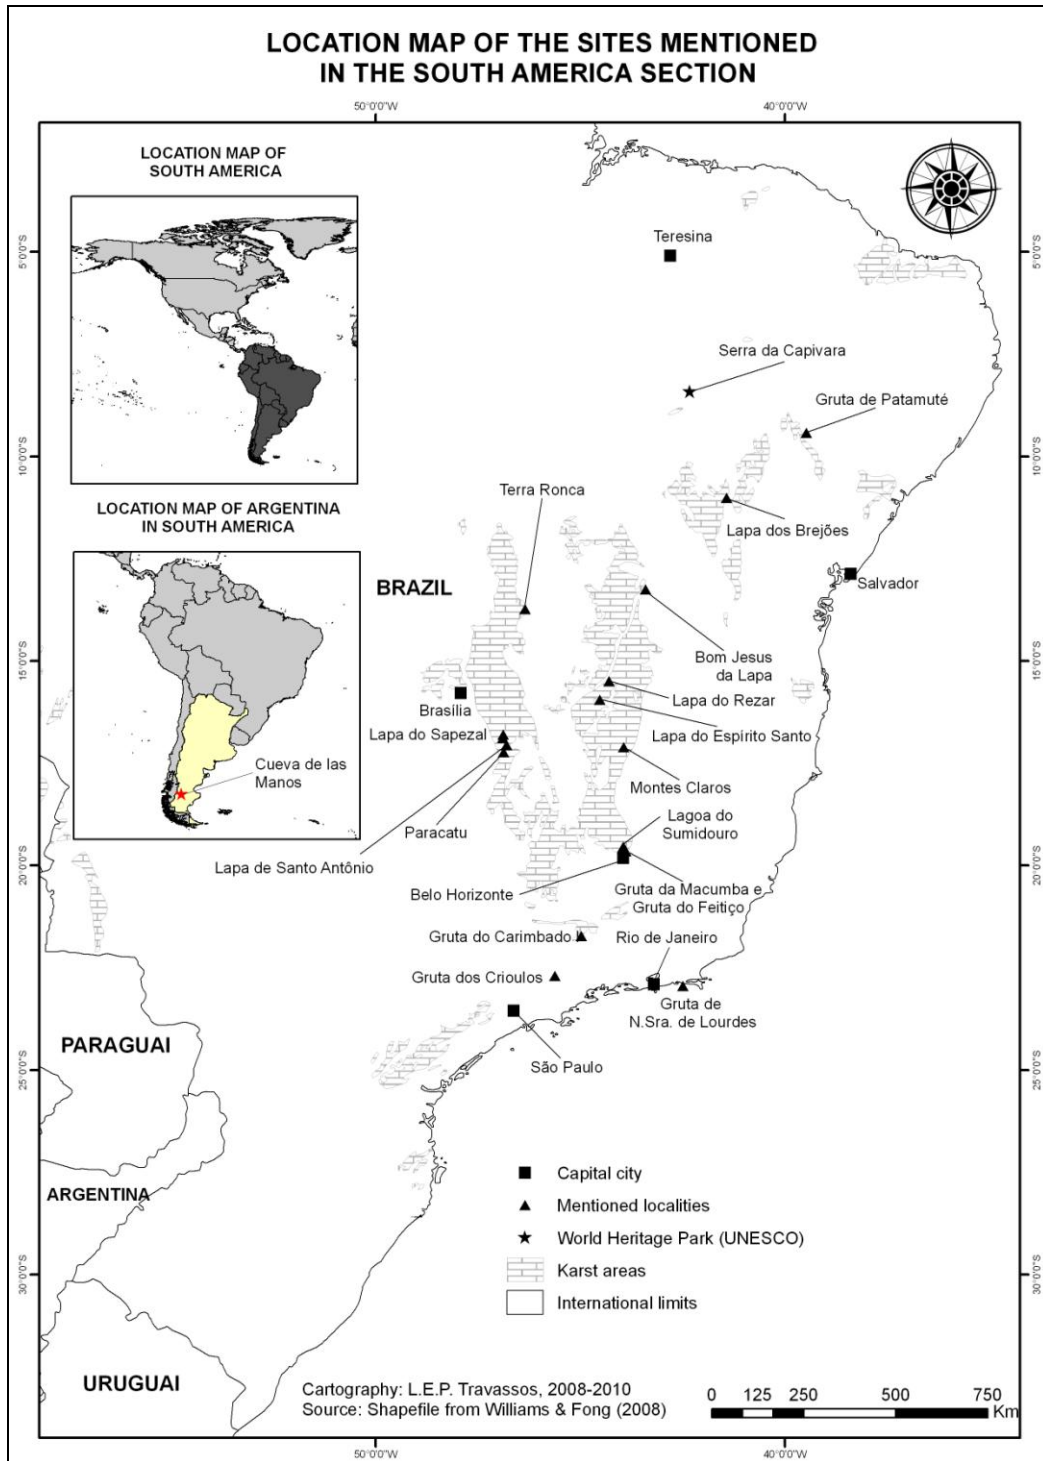 LOCATION MAP OF THE SITES MENTIONED
IN THE SOUTH AMERICA SECTION
50°0'0"W
40°0'0"W
LOCATION MAP OF
SOUTH AMERICA
Teresina
5°0'0"S
5°0'0"S
Serra da Capivara
Gruta de Patamuté
10°0'0"S
10°0'0"S
LOCATION MAP OF ARGENTINA
IN SOUTH AMERICA
Terra Ronca
Lapa dos Brejões
BRAZIL
Salvador
15°0'0"S
15°0'0"S
Bom Jesus
da Lapa
Lapa do Rezar
Brasília
Lapa do Sapezal
Lapa do Espírito Santo
Cueva de las
Manos
Montes Claros
Paracatu
Lagoa do
Sumidouro
Lapa de Santo Antônio
20°0'0"S
20°0'0"S
Belo Horizonte
Gruta da Macumba e
Gruta do Feitiço
Gruta do Carimbado
Rio de Janeiro
Gruta dos Crioulos
Gruta de
N.Sra. de Lourdes
PARAGUAI
São Paulo
25°0'0"S
25°0'0"S
Capital city
ARGENTINA
Mentioned localities
World Heritage Park (UNESCO)
Karst areas
30°0'0"S
30°0'0"S
International limits
URUGUAI
Cartography: L.E.P. Travassos, 2008-2010
Source: Shapefile from Williams & Fong (2008)
0 125 250 500 750
Km
50°0'0"W
40°0'0"W